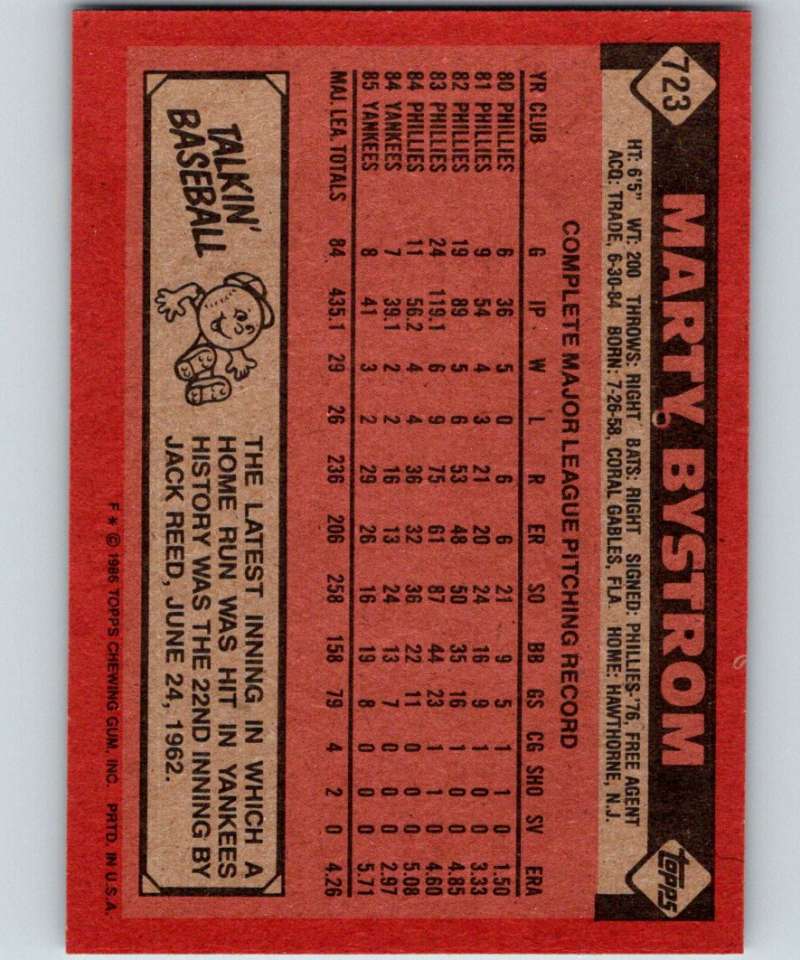 723
MARTY BYSTROM
Topps
HT: 6'5" WT: 200 THROWS: RIGHT BATS: RIGHT SIGNED: PHILLIES-'76, FREE AGENT
ACQ: TRADE, 6-30-84 BORN: 7-26-58, CORAL GABLES, FLA. HOME: HAWTHORNE, N.J.
COMPLETE MAJOR LEAGUE PITCHING RECORD
YR CLUB G IP W L R ER SO BB GS CG SHO SV ERA
80 PHILLIES 6 36 5 0 6 6 21 9 5 1 1 0 1.50
81 PHILLIES 9 54 4 3 21 20 24 16 9 1 0 0 3.33
82 PHILLIES 19 89 5 6 53 48 50 35 16 1 0 0 4.85
83 PHILLIES 24 119.1 6 9 75 61 87 44 23 1 1 0 4.60
84 PHILLIES 11 56.2 4 4 36 32 36 22 11 0 0 0 5.08
84 YANKEES 7 39.1 2 2 16 13 24 13 7 0 0 0 2.97
85 YANKEES 8 41 3 2 29 26 16 19 8 0 0 0 5.71
MAJ. LEA. TOTALS 84 435.1 29 26 236 206 258 158 79 4 2 0 4.26
TALKIN'
BASEBALL
THE LATEST INNING IN WHICH A
HOME RUN WAS HIT IN YANKEES
HISTORY WAS THE 22ND INNING BY
JACK REED, JUNE 24, 1962.
F * © 1986 TOPPS CHEWING GUM, INC. PRTD. IN U.S.A.